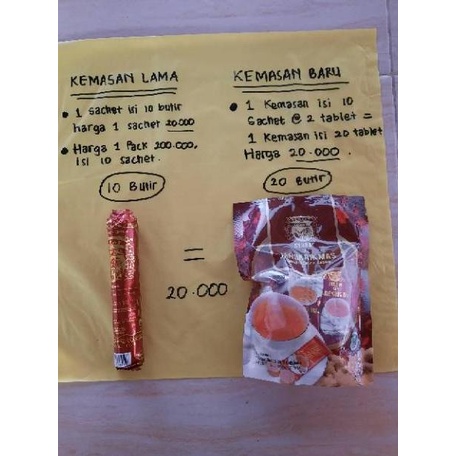 KEMASAN LAMA
• 1 Sachet isi 10 butir
harga 1 sachet 20.000
• Harga 1 Pack 200.000,
isi 10 sachet.
10 Butir
KEMASAN BARU
• 1 Kemasan isi 10
Sachet @ 2 tablet =
1 Kemasan isi 20 tablet
Harga 20.000.
20 Butir
=
20.000